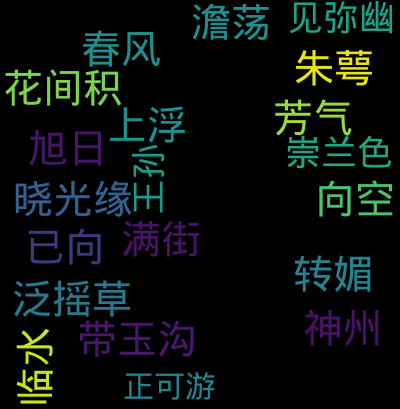 澹荡
见弥幽
春风
朱萼
花间积
芳气
上浮
旭日
王孙
崇兰色
晓光缘
向空
已向
满街
转媚
泛摇草
神州
带玉沟
临水
正可游